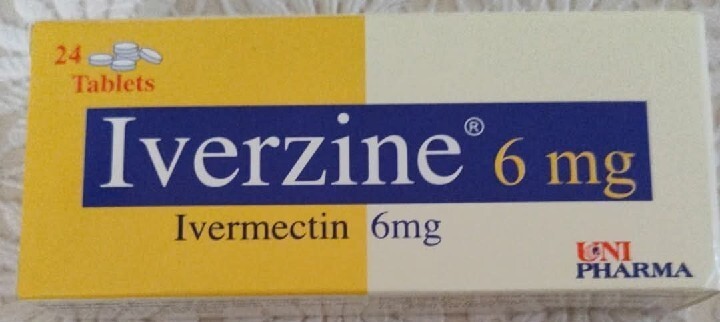 24
Tablets
Iverzine® 6 mg
Ivermectin 6mg
UNI
PHARMA